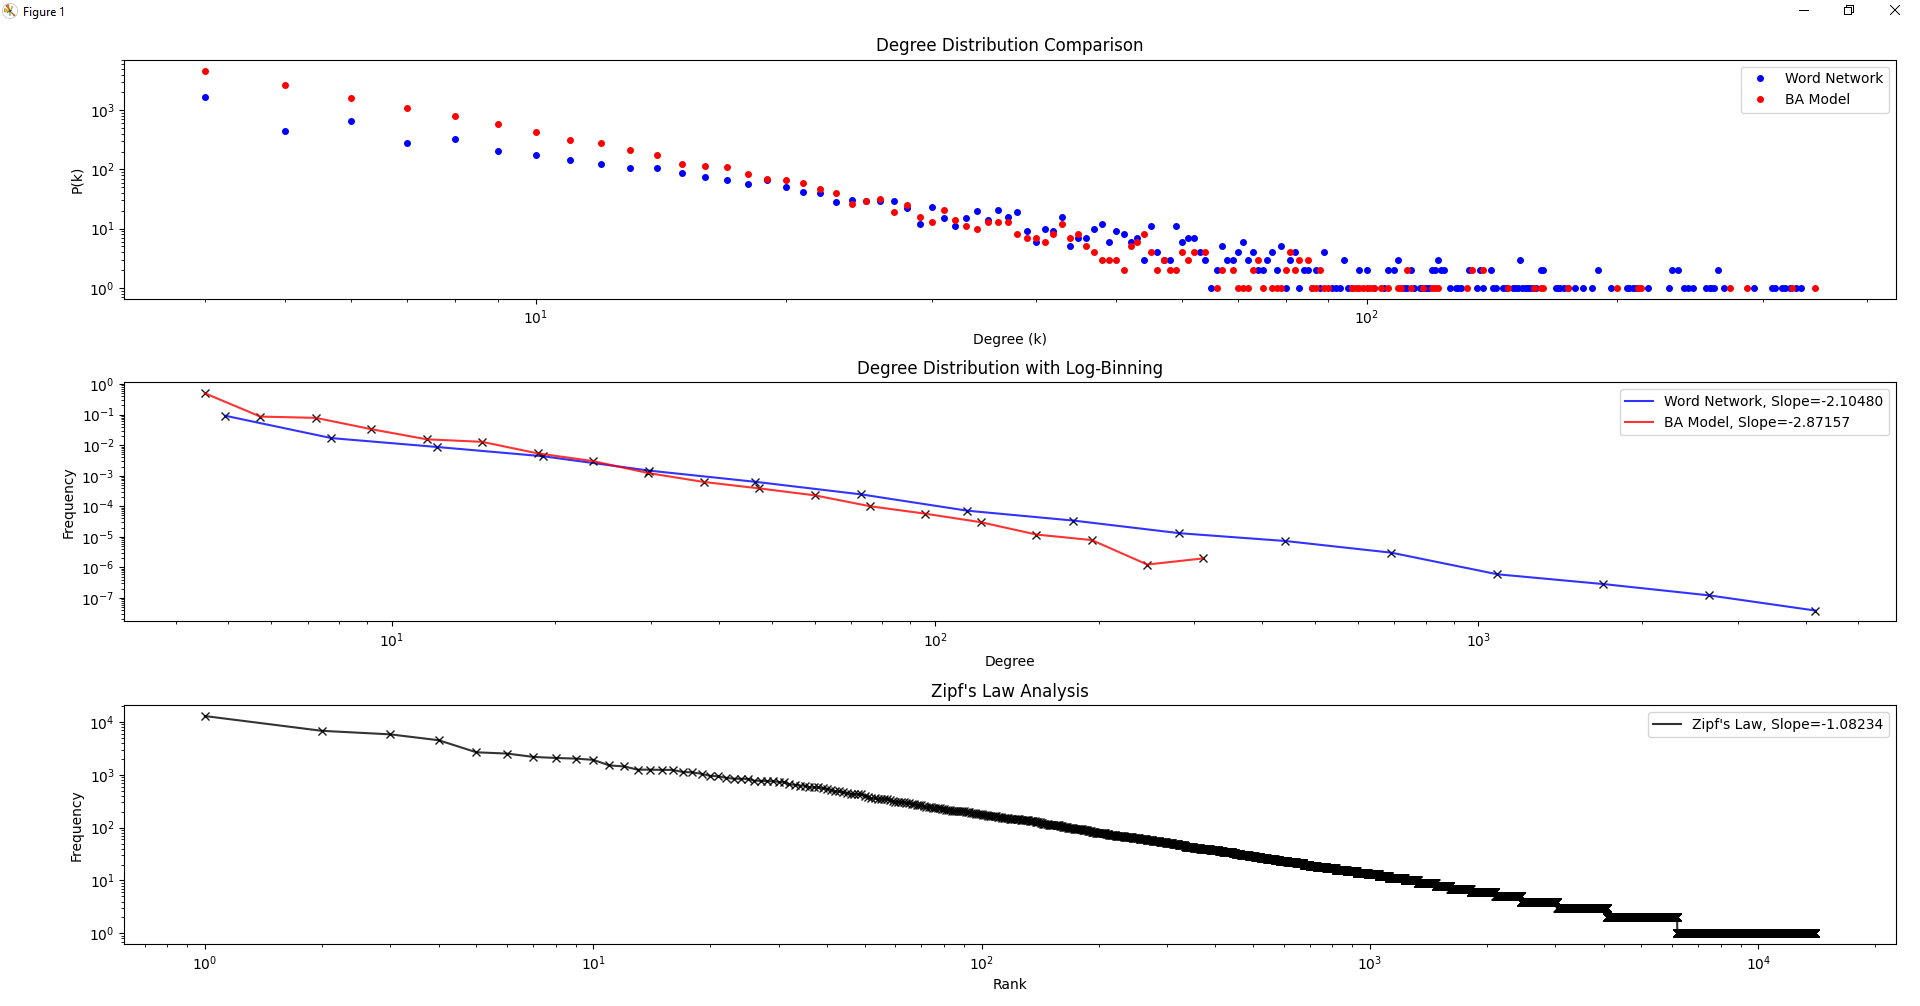 Figure 1
Degree Distribution Comparison
Word Network
BA Model
P(k)
10³
10²
10¹
10⁰
10¹
10²
Degree (k)
Degree Distribution with Log-Binning
Word Network, Slope=-2.10480
BA Model, Slope=-2.87157
Frequency
10⁰
10⁻¹
10⁻²
10⁻³
10⁻⁴
10⁻⁵
10⁻⁶
10⁻⁷
10¹
10²
10³
Degree
Zipf's Law Analysis
Zipf's Law, Slope=-1.08234
Frequency
10⁴
10³
10²
10¹
10⁰
10⁰
10¹
10²
10³
10⁴
Rank